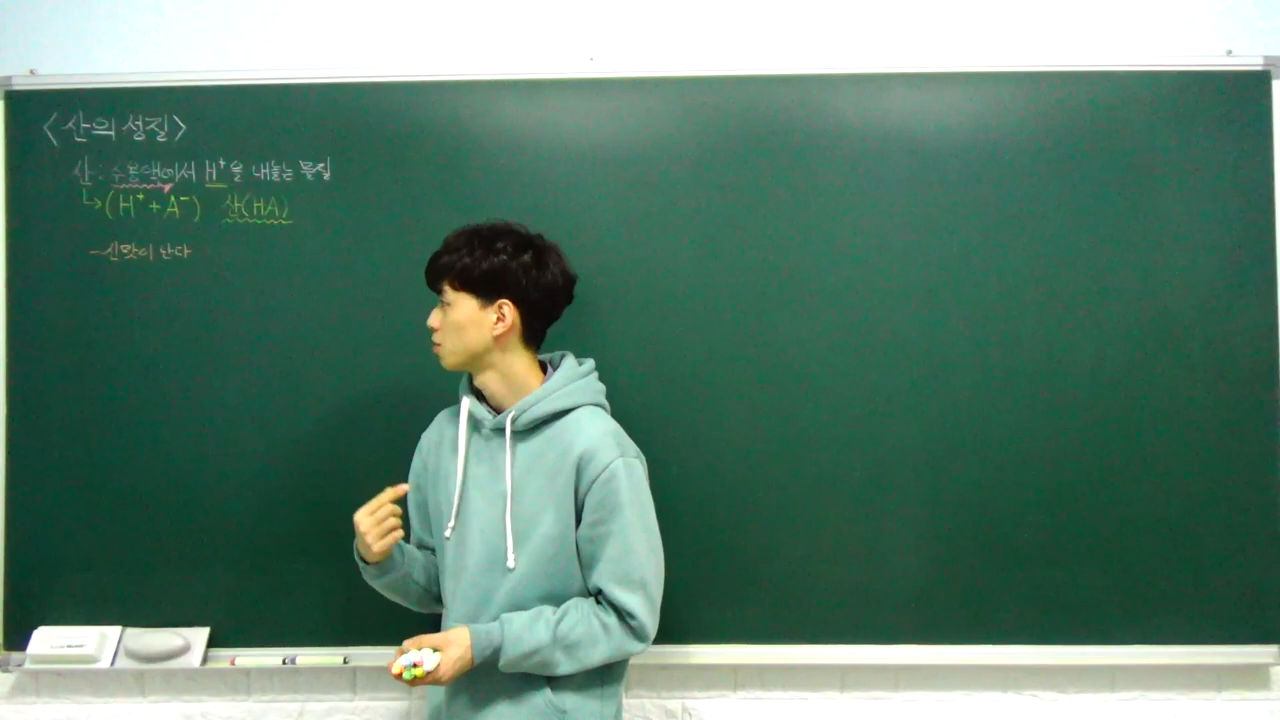 <산의 성질>
산 : 수용액에서 H⁺을 내놓는 물질
↳(H⁺+A⁻) 산(HA)
-신맛이 난다